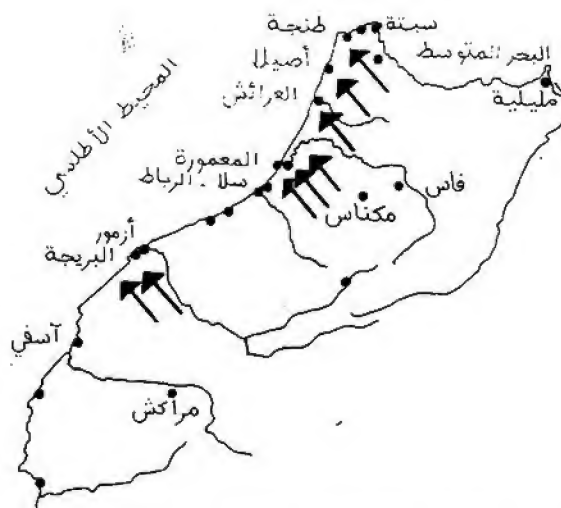 سبتة
طنجة
البحر المتوسط
أصيلا
مليلية
العرائش
المحيط الأطلسي
المعمورة
سلا - الرباط
فاس
مكناس
أزمور
البريجة
آسفي
مراكش